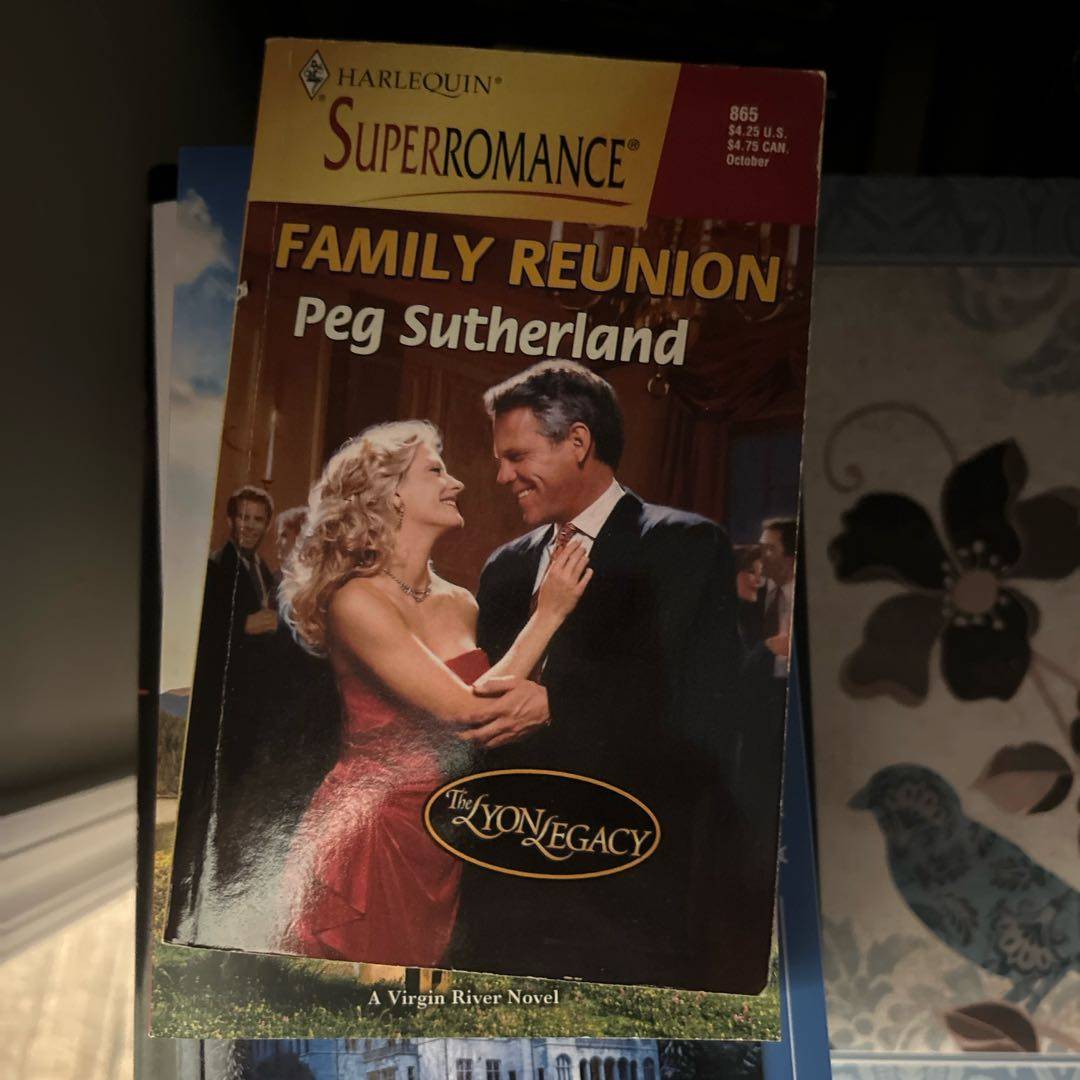 HARLEQUIN®
SUPERROMANCE®
865
$4.25 U.S.
$4.75 CAN.
October
FAMILY REUNION
Peg Sutherland
The LYON LEGACY
A Virgin River Novel